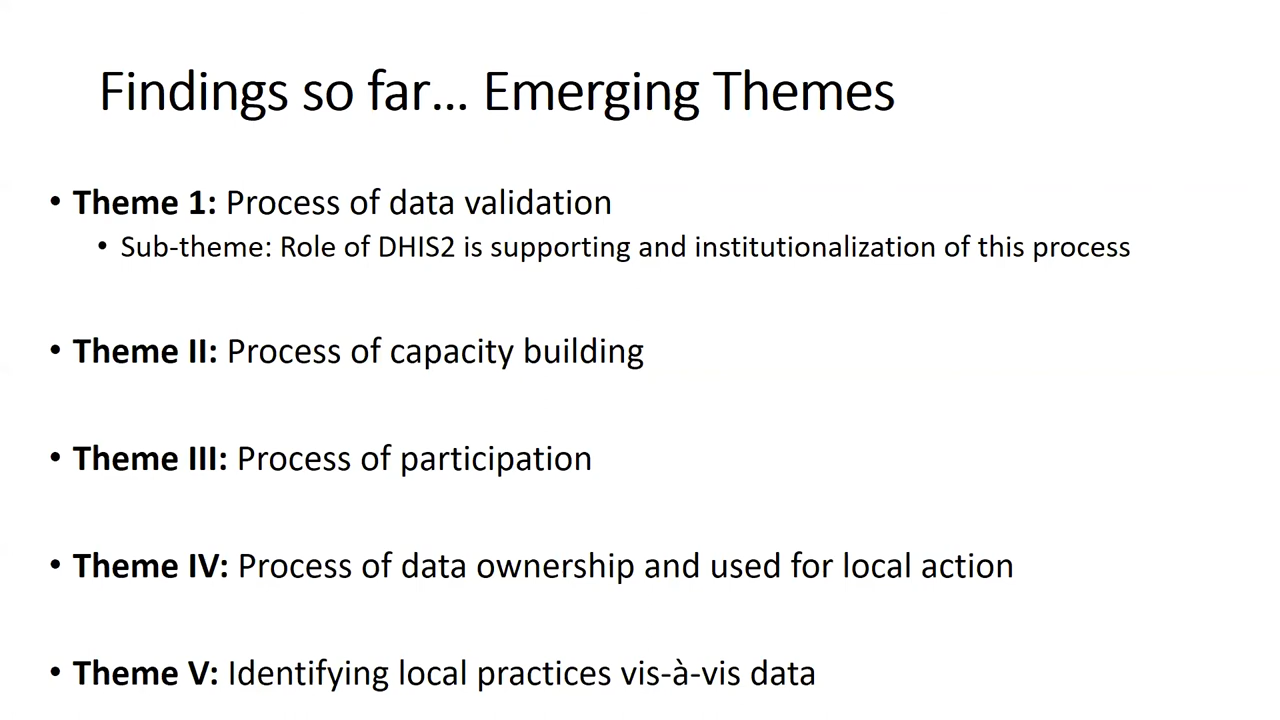 Findings so far… Emerging Themes
• Theme 1: Process of data validation
• Sub-theme: Role of DHIS2 is supporting and institutionalization of this process
• Theme II: Process of capacity building
• Theme III: Process of participation
• Theme IV: Process of data ownership and used for local action
• Theme V: Identifying local practices vis-à-vis data